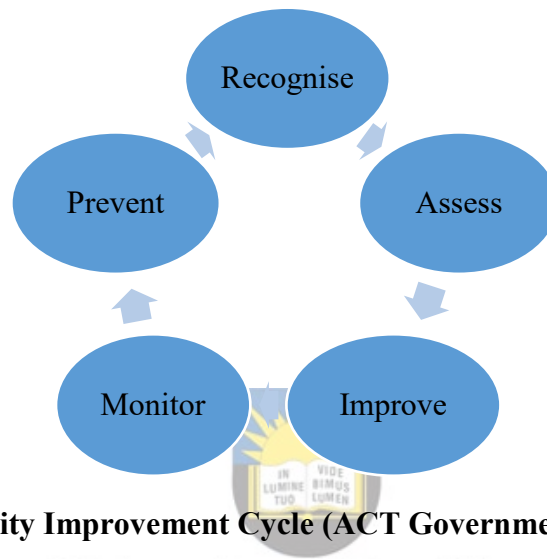 Recognise
Prevent
Assess
Monitor
Improve
IN LUMINE TUO
VIDE BIMUS LUMEN
ity Improvement Cycle (ACT Governme